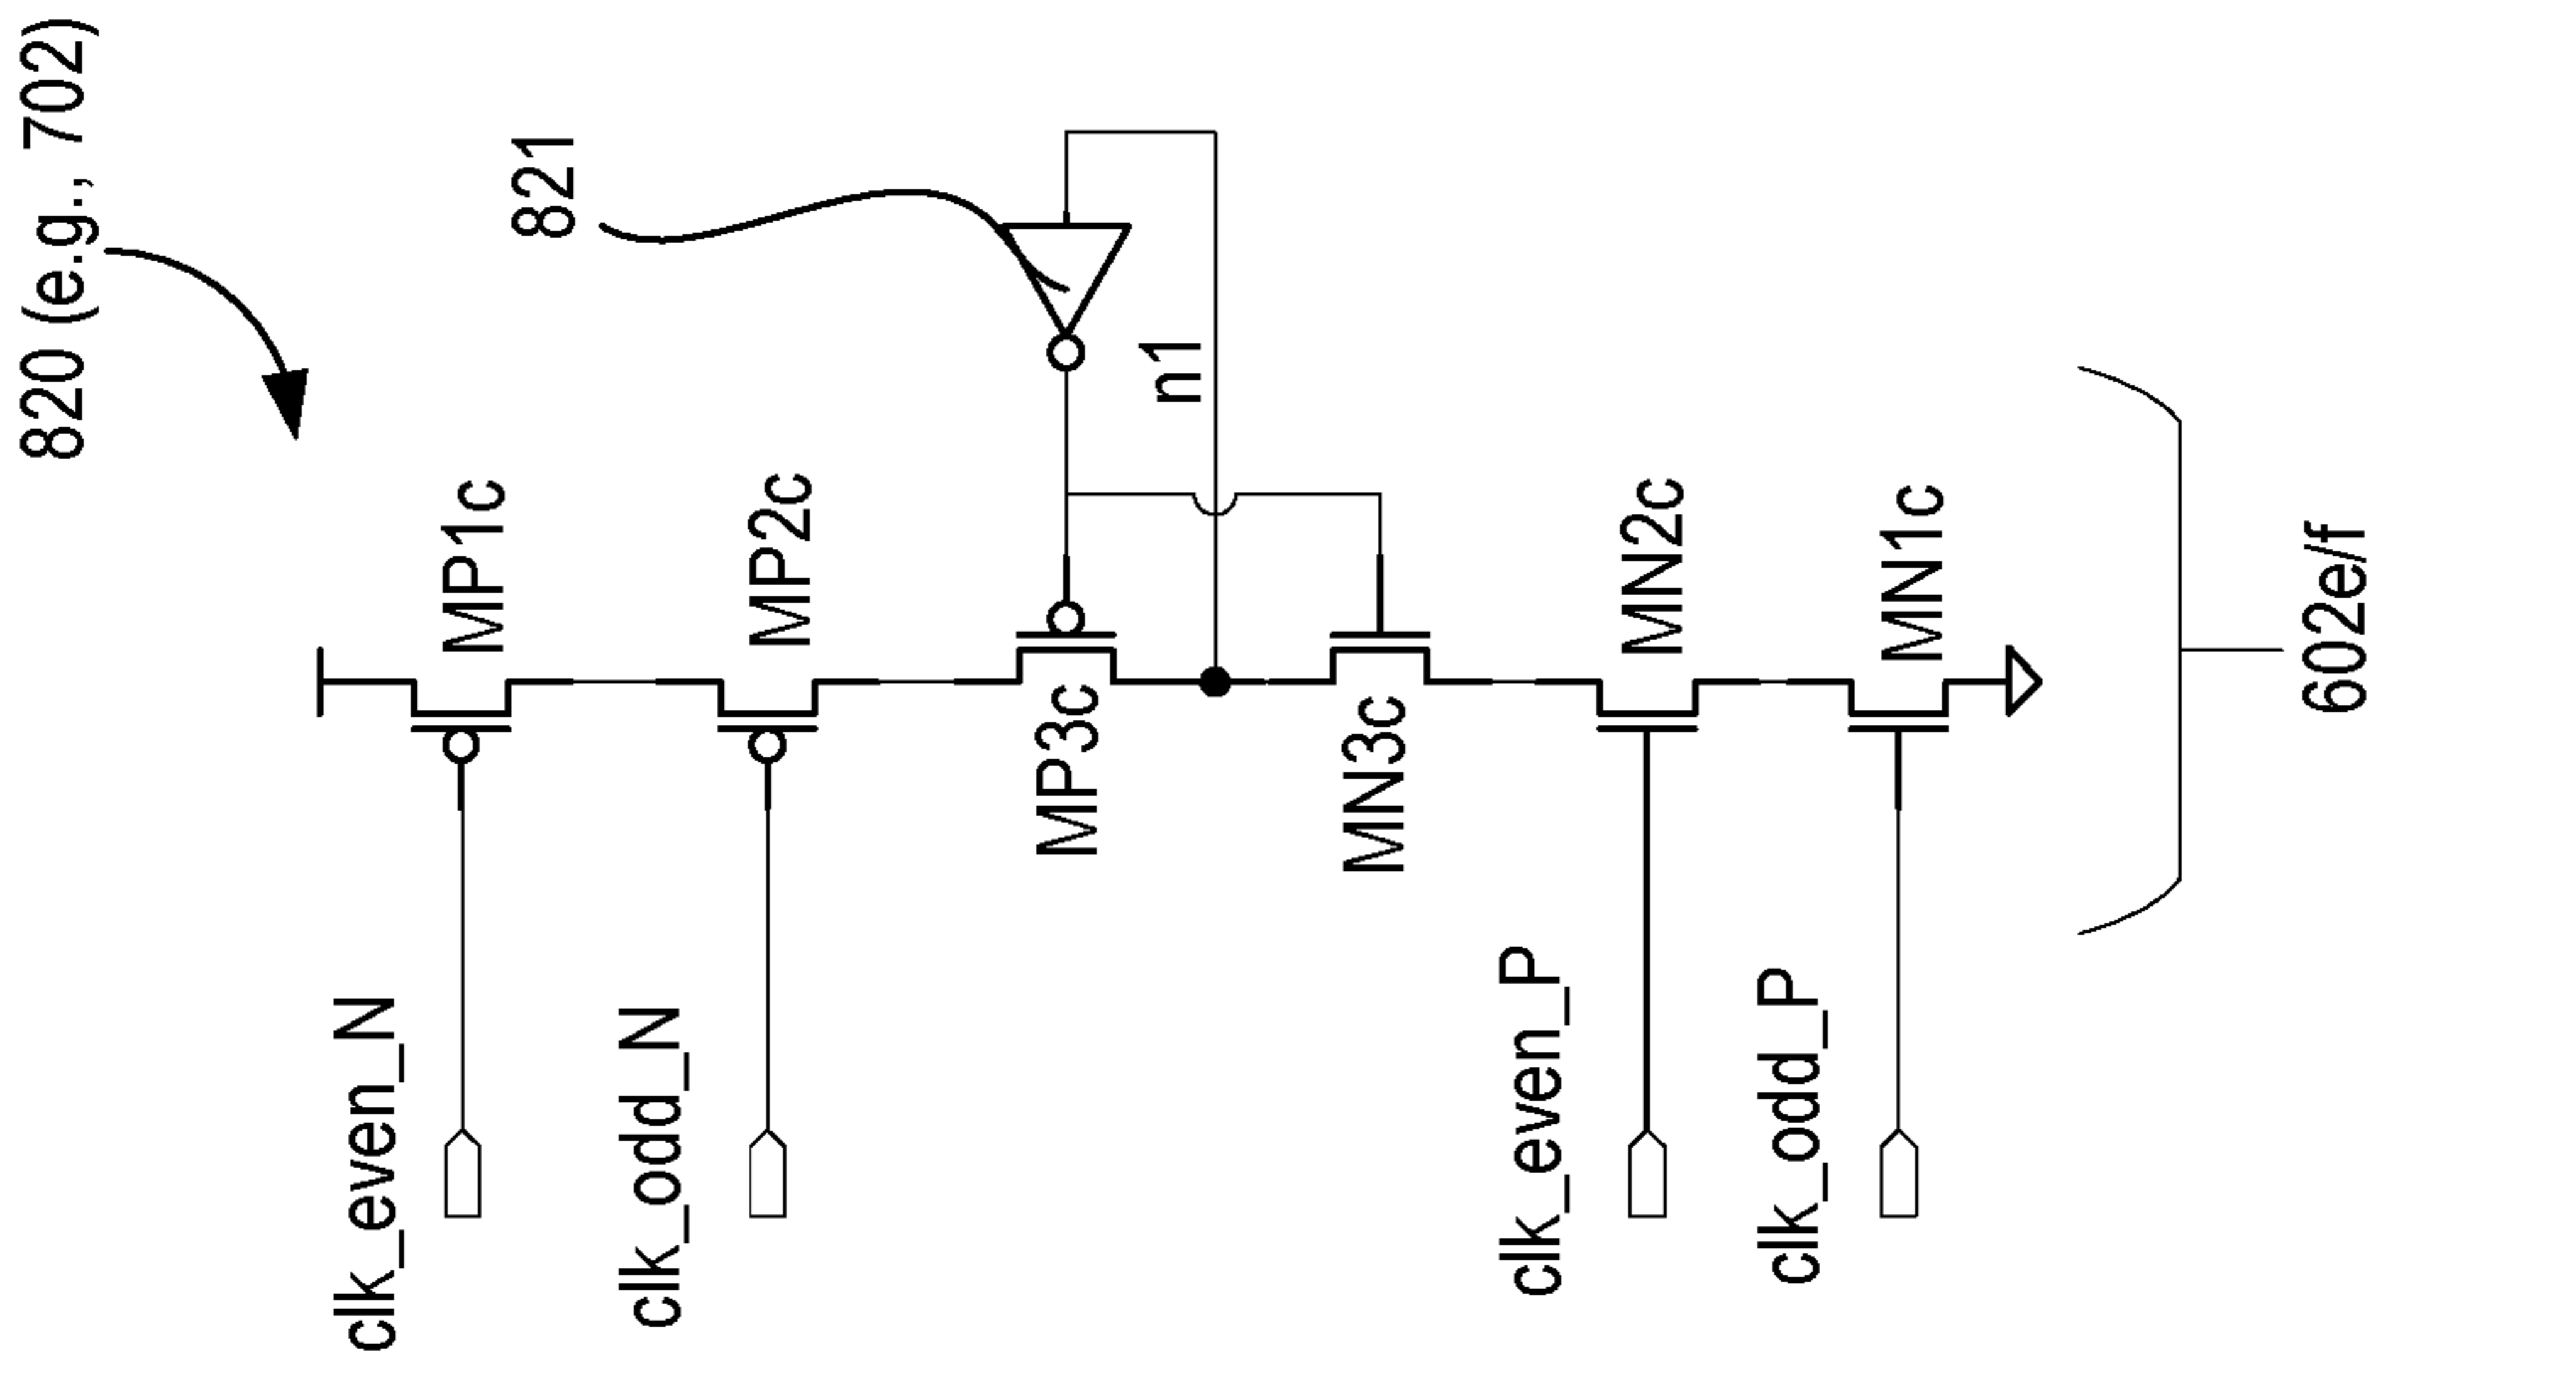 820 (e.g., 702)
821
n1
MP1c
MP2c
MP3c
MN3c
MN2c
MN1c
clk_even_N
clk_odd_N
clk_even_P
clk_odd_P
602e/f